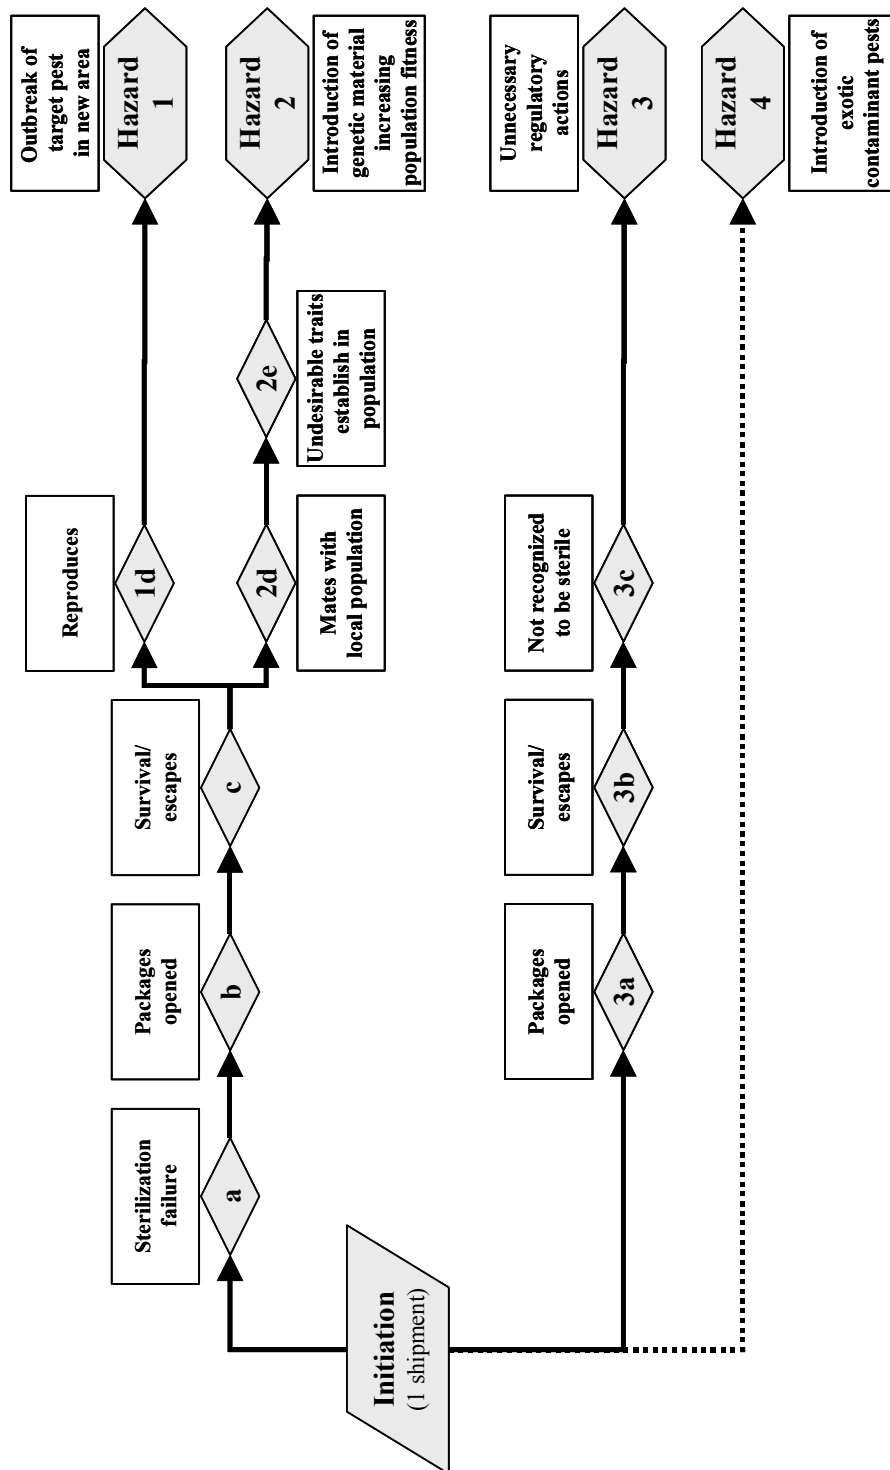 Initiation
(1 shipment)
Sterilization
failure
a
Packages
opened
b
Survival/
escapes
c
Reproduces
1d
Outbreak of
target pest
in new area
Hazard
1
2d
Mates with
local population
2e
Undesirable traits
establish in
population
Hazard
2
Introduction of
genetic material
increasing
population fitness
Packages
opened
3a
Survival/
escapes
3b
Not recognized
to be sterile
3c
Unnecessary
regulatory
actions
Hazard
3
Hazard
4
Introduction of
exotic
contaminant pests